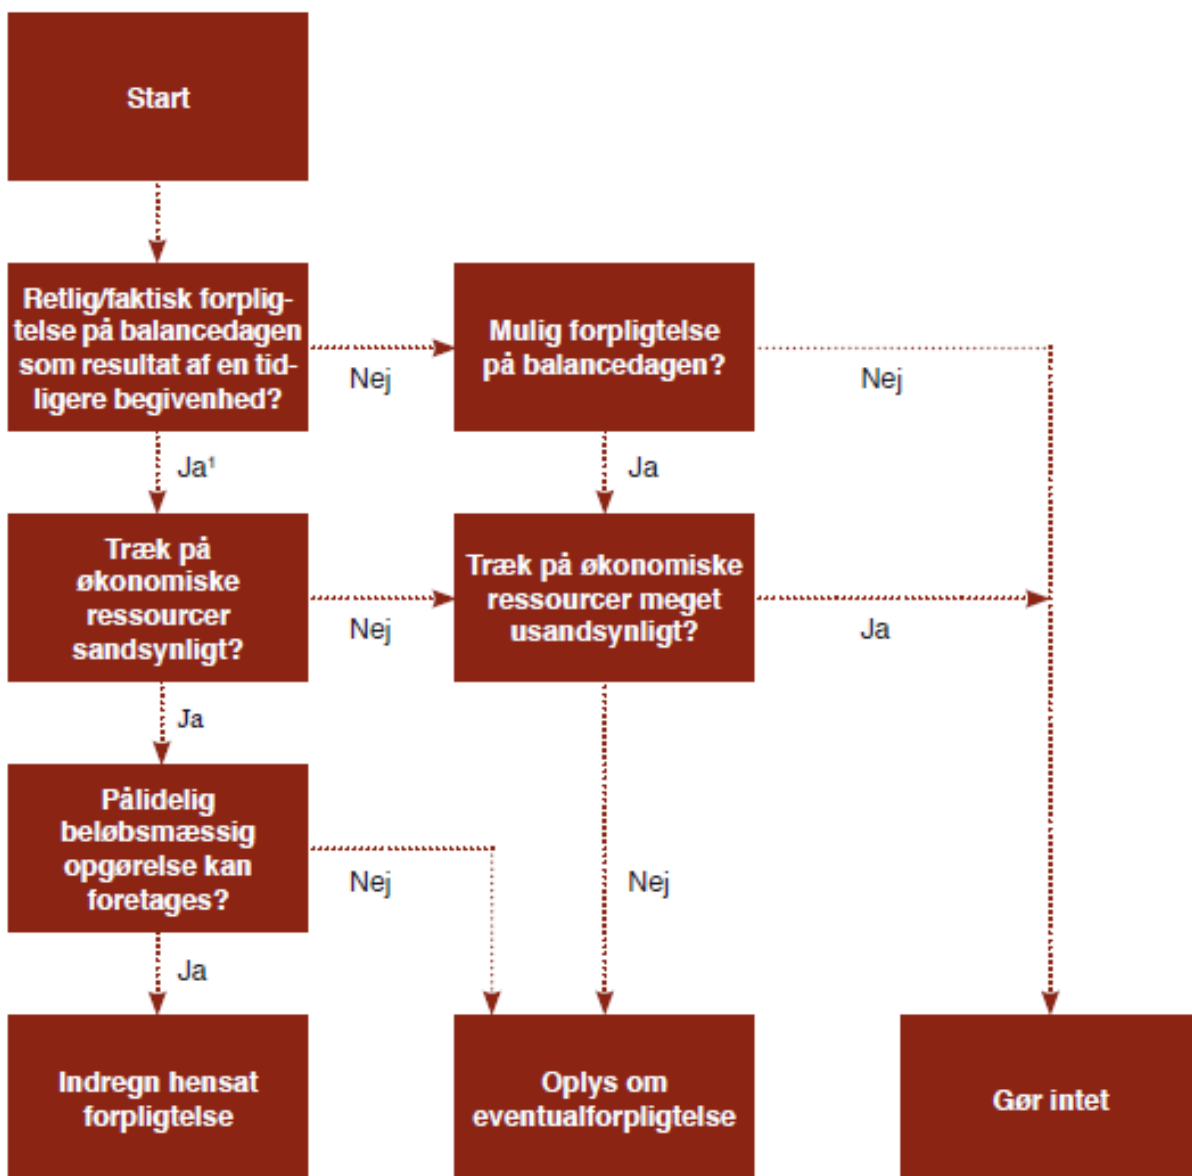 Start
Retlig/faktisk forplig-
telse på balancedagen
som resultat af en tid-
ligere begivenhed?
Nej
Mulig forpligtelse
på balancedagen?
Nej
Ja¹
Ja
Træk på
økonomiske
ressourcer
sandsynligt?
Nej
Træk på økonomiske
ressourcer meget
usandsynligt?
Ja
Ja
Pålidelig
beløbsmæssig
opgørelse kan
foretages?
Nej
Nej
Ja
Indregn hensat
forpligtelse
Oplys om
eventualforpligtelse
Gør intet